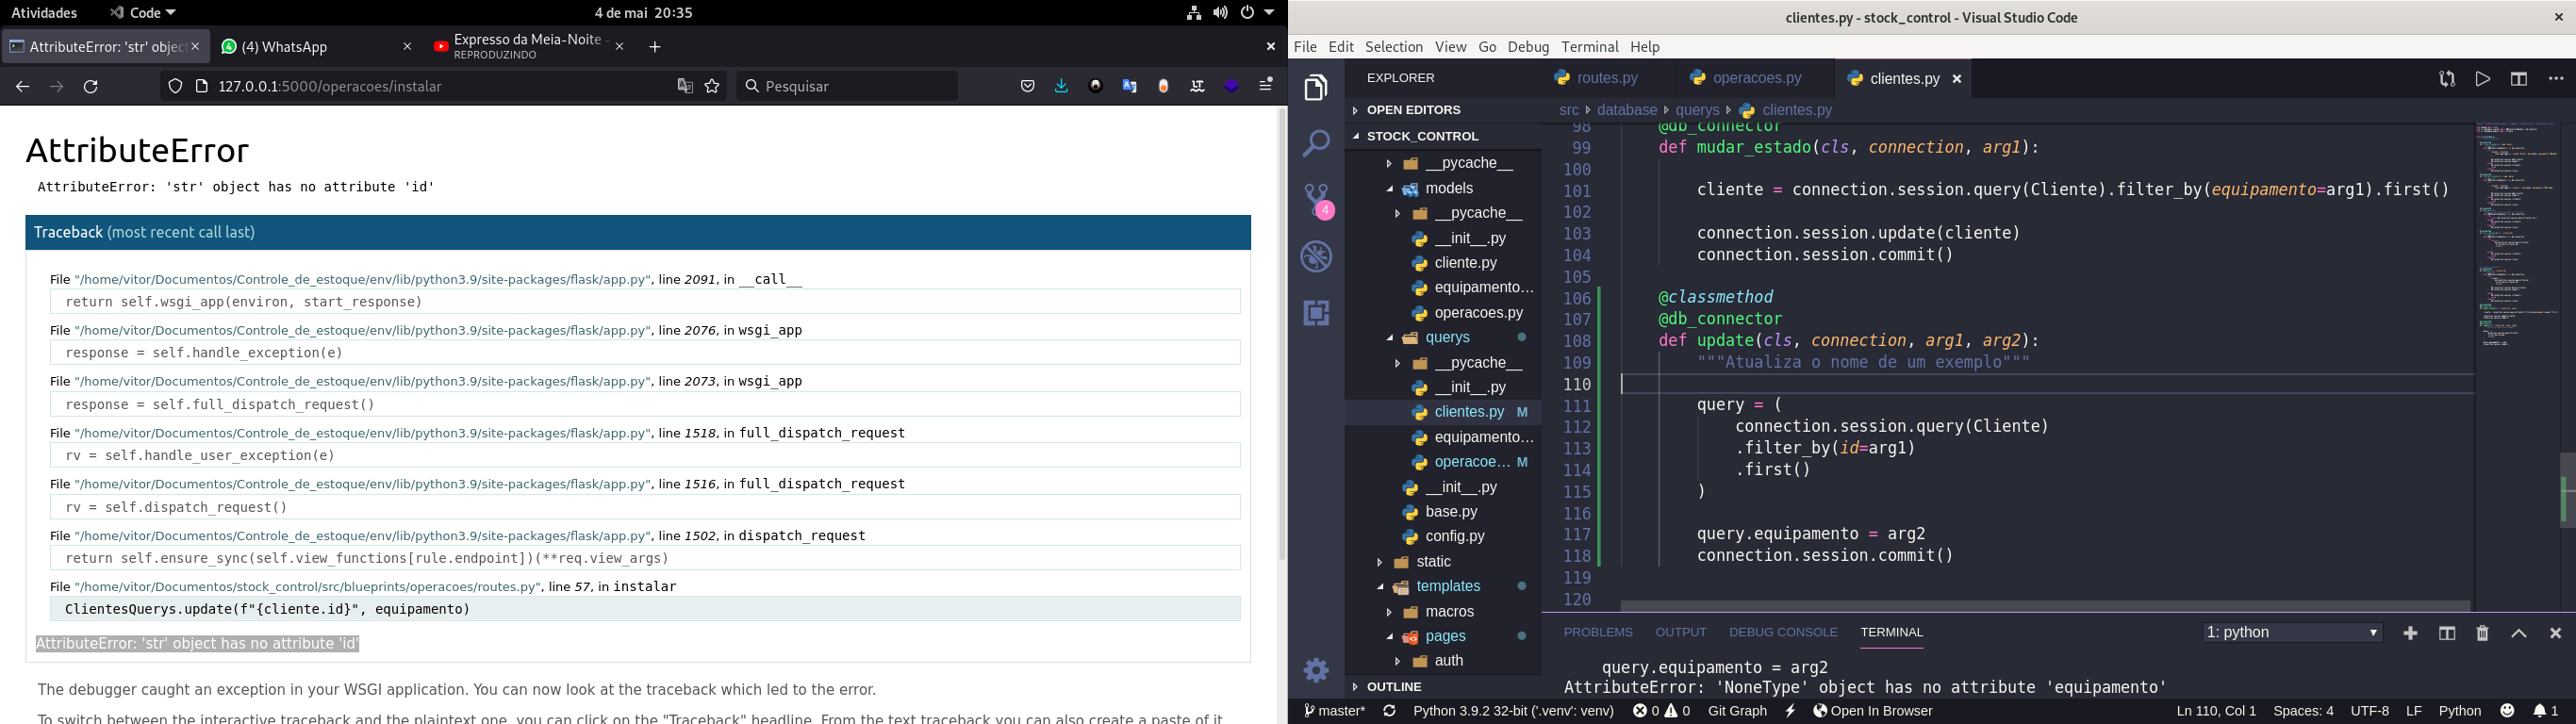 Atividades
Code
4 de mai 20:35
AttributeError: 'str' objec
(4) WhatsApp
Expresso da Meia-Noite -
REPRODUZINDO
127.0.0.1:5000/operacoes/instalar
Pesquisar
AttributeError
AttributeError: 'str' object has no attribute 'id'
Traceback (most recent call last)
File "/home/vitor/Documentos/Controle_de_estoque/env/lib/python3.9/site-packages/flask/app.py", line 2091, in __call__
return self.wsgi_app(environ, start_response)
File "/home/vitor/Documentos/Controle_de_estoque/env/lib/python3.9/site-packages/flask/app.py", line 2076, in wsgi_app
response = self.handle_exception(e)
File "/home/vitor/Documentos/Controle_de_estoque/env/lib/python3.9/site-packages/flask/app.py", line 2073, in wsgi_app
response = self.full_dispatch_request()
File "/home/vitor/Documentos/Controle_de_estoque/env/lib/python3.9/site-packages/flask/app.py", line 1518, in full_dispatch_request
rv = self.handle_user_exception(e)
File "/home/vitor/Documentos/Controle_de_estoque/env/lib/python3.9/site-packages/flask/app.py", line 1516, in full_dispatch_request
rv = self.dispatch_request()
File "/home/vitor/Documentos/Controle_de_estoque/env/lib/python3.9/site-packages/flask/app.py", line 1502, in dispatch_request
return self.ensure_sync(self.view_functions[rule.endpoint])(**req.view_args)
File "/home/vitor/Documentos/stock_control/src/blueprints/operacoes/routes.py", line 57, in instalar
ClientesQuerys.update(f"{cliente.id}", equipamento)
AttributeError: 'str' object has no attribute 'id'
The debugger caught an exception in your WSGI application. You can now look at the traceback which led to the error.
To switch between the interactive traceback and the plaintext one, you can click on the "Traceback" headline. From the text traceback you can also create a paste of it.
clientes.py - stock_control - Visual Studio Code
File Edit Selection View Go Debug Terminal Help
EXPLORER
OPEN EDITORS
STOCK_CONTROL
__pycache__
models
__pycache__
__init__.py
cliente.py
equipamento...
operacoes.py
querys
__pycache__
__init__.py
clientes.py M
equipamento...
operacoe... M
__init__.py
base.py
config.py
static
templates
macros
pages
auth
OUTLINE
4
routes.py
operacoes.py
clientes.py
src database querys clientes.py
98 @db_connector
99 def mudar_estado(cls, connection, arg1):
100
101 cliente = connection.session.query(Cliente).filter_by(equipamento=arg1).first()
102
103 connection.session.update(cliente)
104 connection.session.commit()
105
106 @classmethod
107 @db_connector
108 def update(cls, connection, arg1, arg2):
109 """Atualiza o nome de um exemplo"""
110
111 query = (
112 connection.session.query(Cliente)
113 .filter_by(id=arg1)
114 .first()
115 )
116
117 query.equipamento = arg2
118 connection.session.commit()
119
120
PROBLEMS OUTPUT DEBUG CONSOLE TERMINAL
1: python
query.equipamento = arg2
AttributeError: 'NoneType' object has no attribute 'equipamento'
master*
Python 3.9.2 32-bit ('.venv': venv)
0 0
Git Graph
Open In Browser
Ln 110, Col 1
Spaces: 4
UTF-8
LF
Python
1